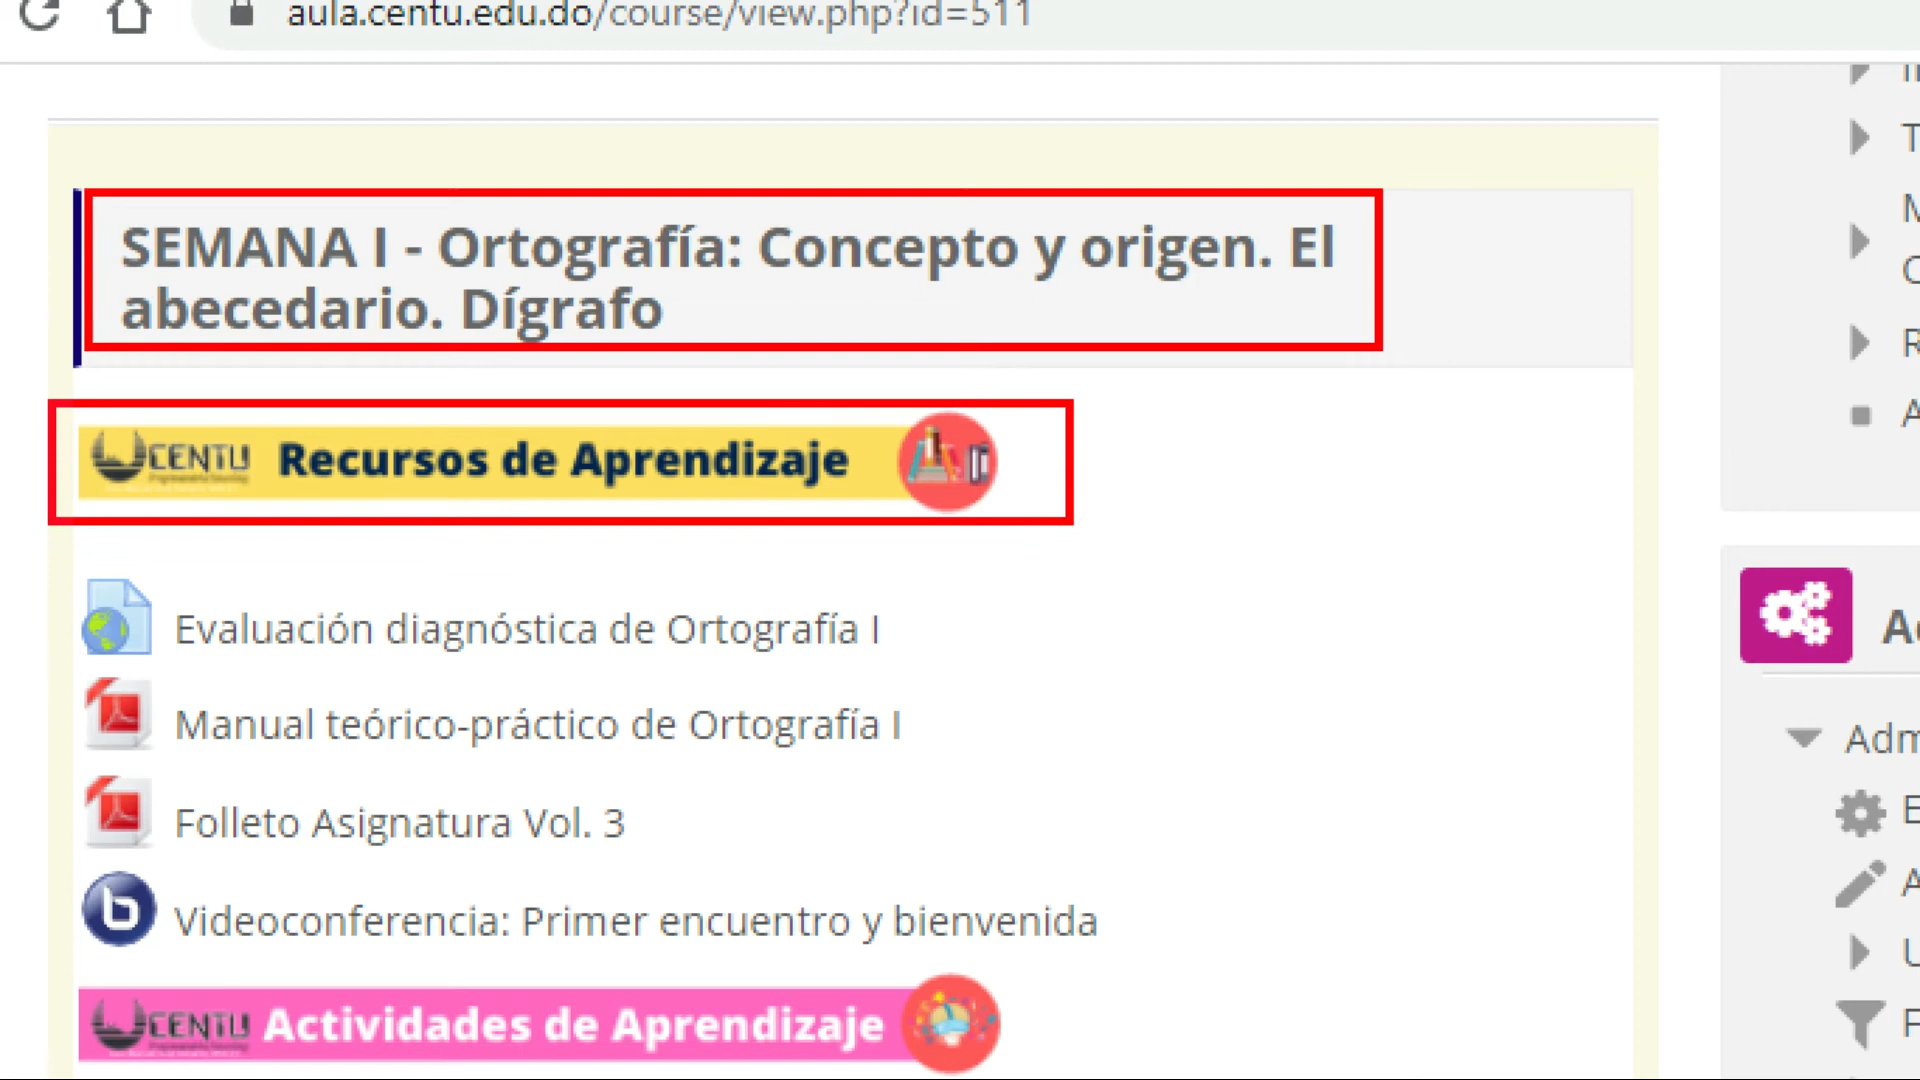 aula.centu.edu.do/course/view.php?id=511
SEMANA I - Ortografía: Concepto y origen. El
abecedario. Dígrafo
CENTU Recursos de Aprendizaje
Evaluación diagnóstica de Ortografía I
Manual teórico-práctico de Ortografía I
Folleto Asignatura Vol. 3
Videoconferencia: Primer encuentro y bienvenida
CENTU Actividades de Aprendizaje
T
M
C
R
A
Adm
E
A
U
F